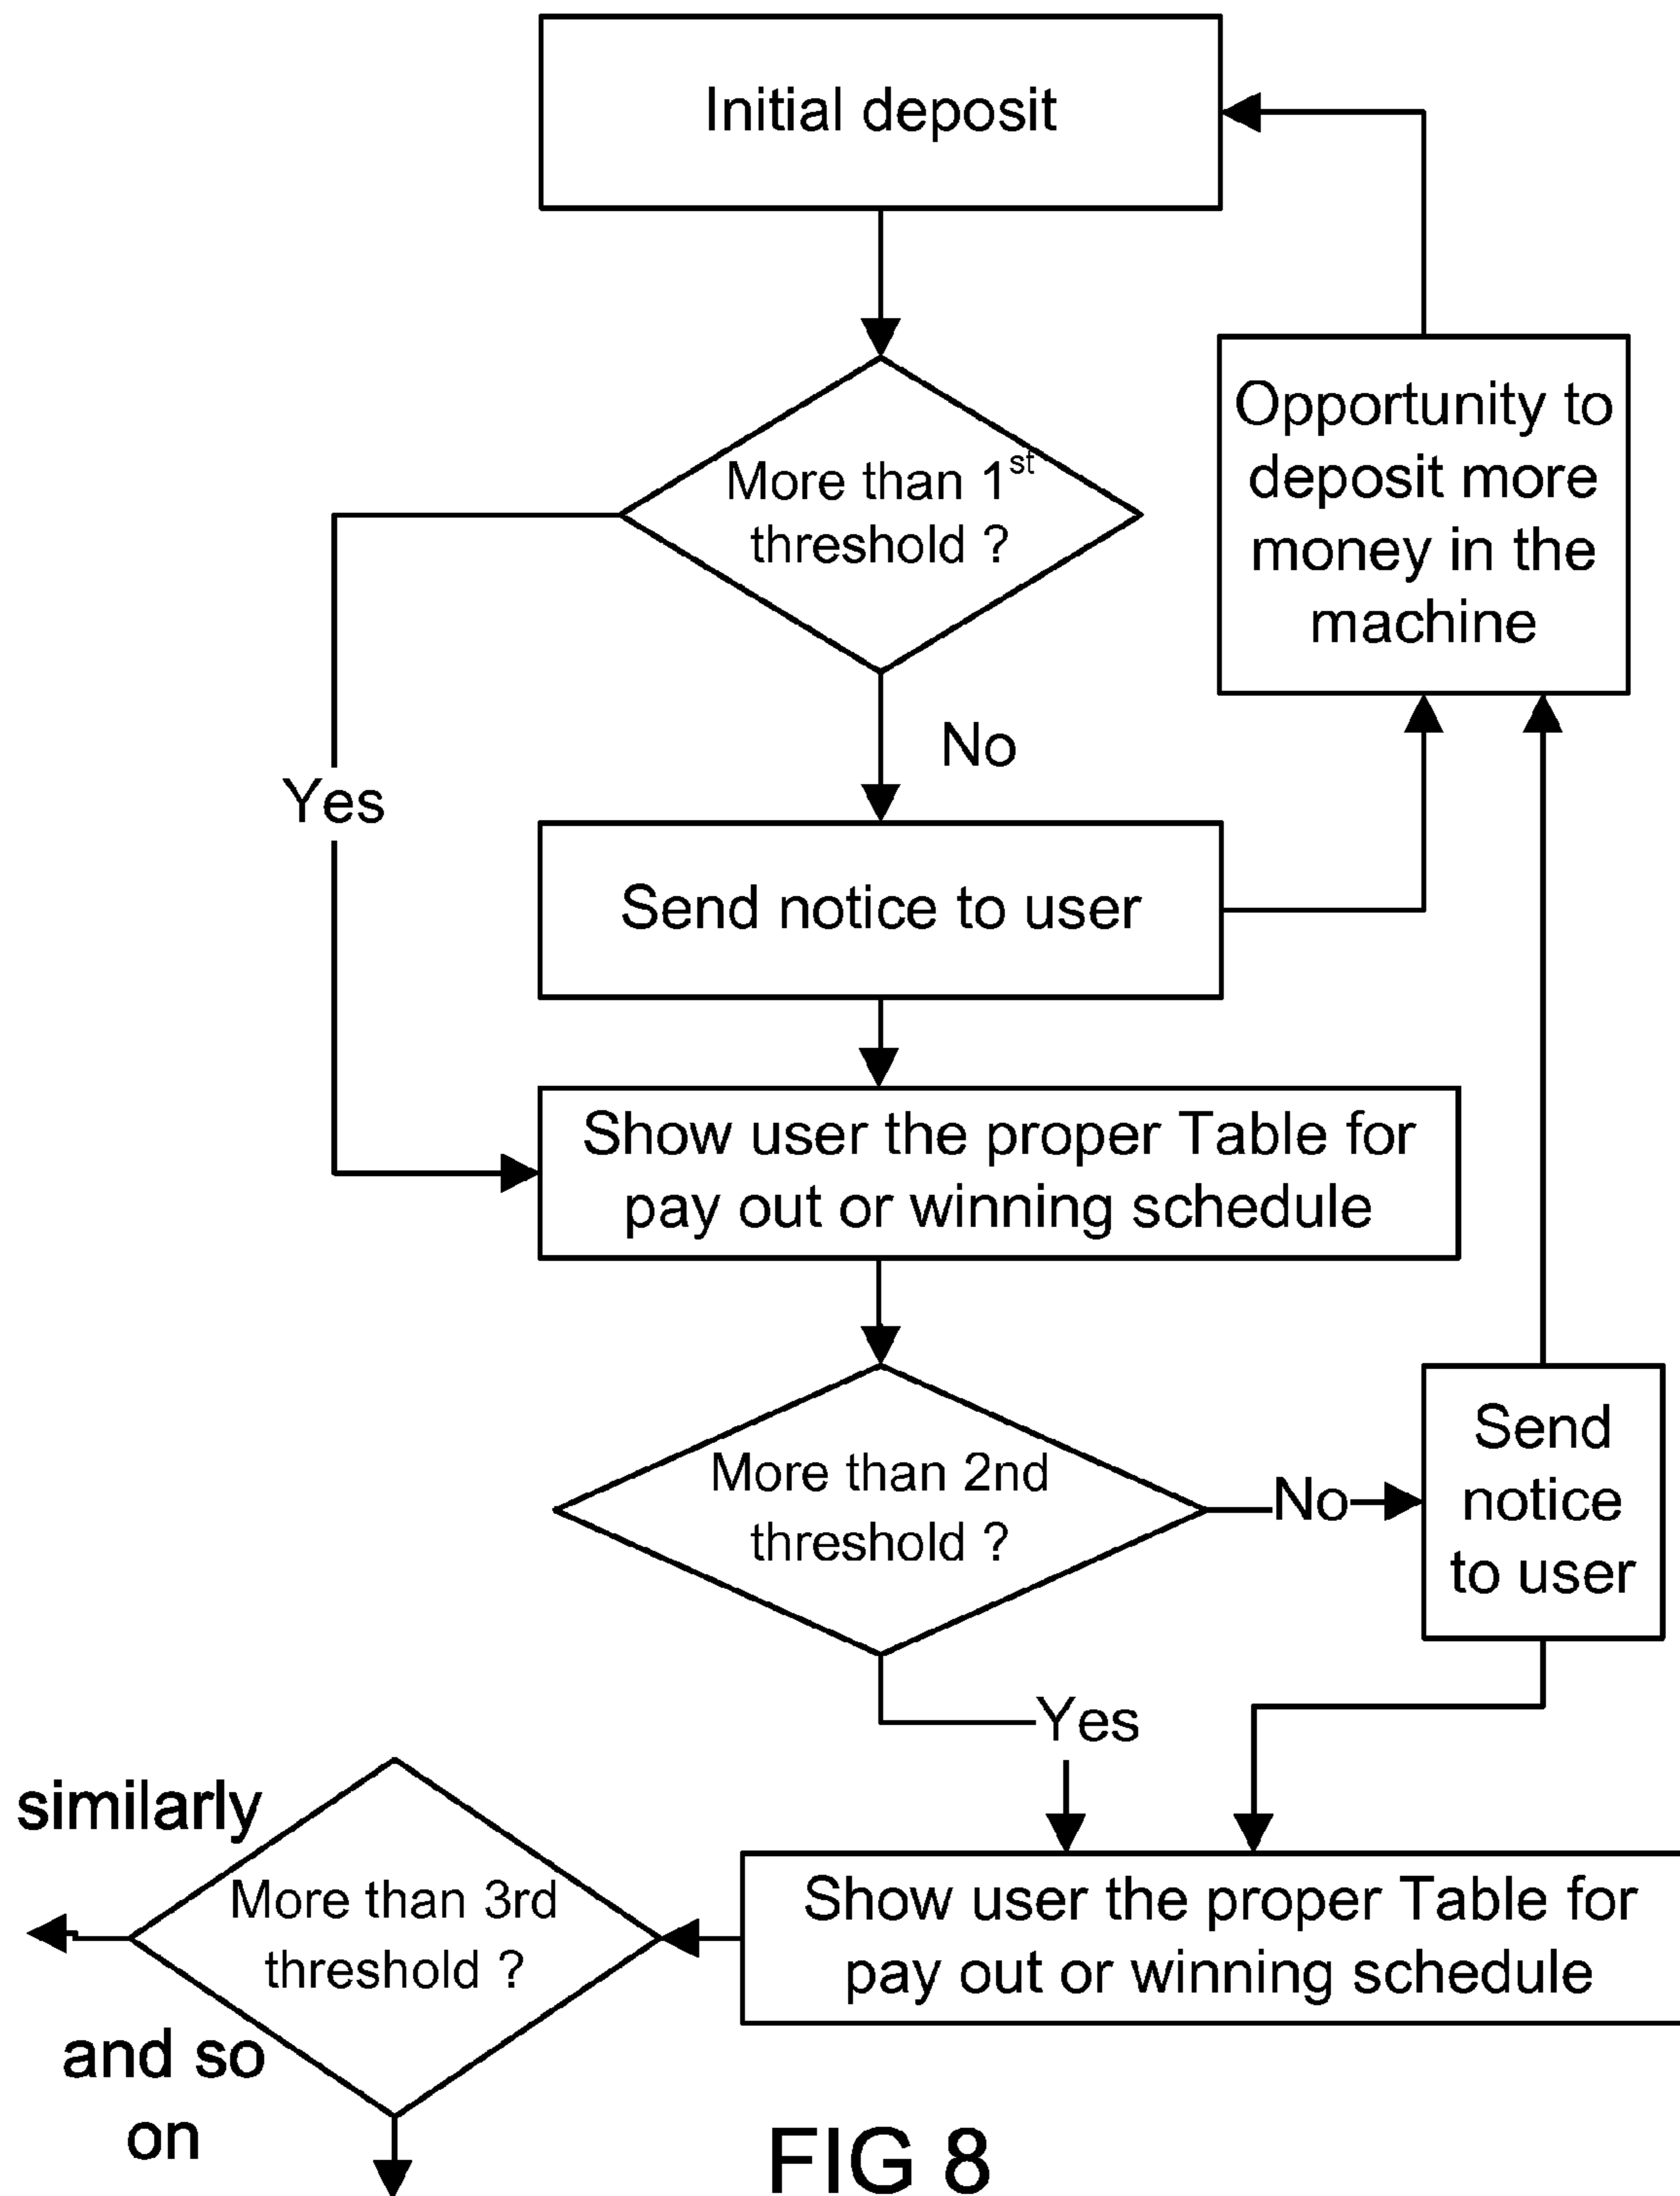 Initial deposit
Opportunity to
deposit more
money in the
machine
More than 1st
threshold ?
No
Yes
Send notice to user
Show user the proper Table for
pay out or winning schedule
More than 2nd
threshold ?
No
Send
notice
to user
Yes
similarly
More than 3rd
threshold ?
Show user the proper Table for
pay out or winning schedule
and so
on
FIG 8